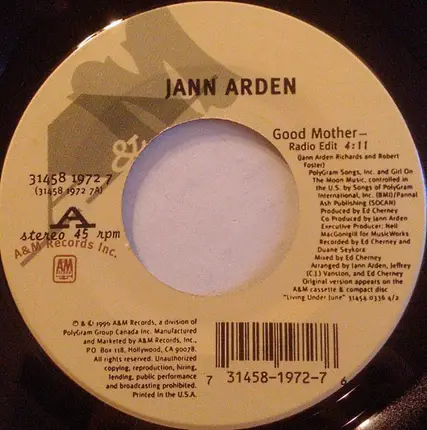 JANN ARDEN
Good Mother—
Radio Edit 4:11
(Jann Arden Richards and Robert
Foster)
PolyGram Songs, Inc. and Girl On
The Moon Music, controlled in
the U.S. by Songs of PolyGram
International, Inc. (BMI)/Pannal
Ash Publishing (SOCAN)
Produced by Ed Cherney
Co Produced by Jann Arden
Executive Producer: Neil
MacGonigill for MusicWorks
Recorded by Ed Cherney and
Duane Seykora
Mixed by Ed Cherney
Arranged by Jann Arden, Jeffrey
(C.J.) Vanston, and Ed Cherney
Original version appears on the
A&M cassette & compact disc
"Living Under June" 31454 0336 4/2
31458 1972 7
(31458 1972 7A)
A
stereo 45 rpm
A&M Records Inc.
A&M
RECORDS
℗ & © 1996 A&M Records, a division of
PolyGram Group Canada Inc. Manufactured
and Marketed by A&M Records, Inc.,
P.O. Box 118, Hollywood, CA 90078.
All rights reserved. Unauthorized
copying, reproduction, hiring,
lending, public performance
and broadcasting prohibited.
Printed in the U.S.A.
7 31458-1972-7 6